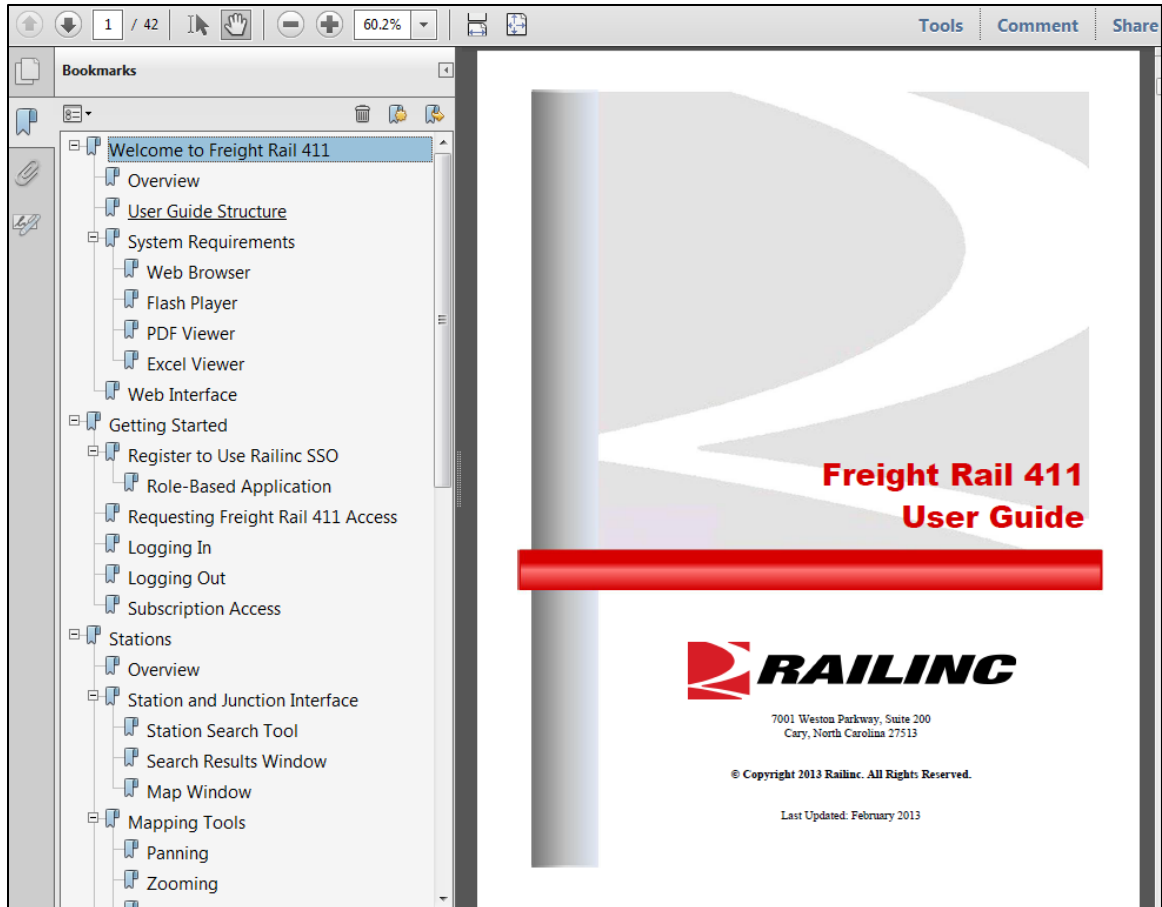 1 / 42 60.2% Tools Comment Share
Bookmarks
Welcome to Freight Rail 411
Overview
User Guide Structure
System Requirements
Web Browser
Flash Player
PDF Viewer
Excel Viewer
Web Interface
Getting Started
Register to Use Railinc SSO
Role-Based Application
Requesting Freight Rail 411 Access
Logging In
Logging Out
Subscription Access
Stations
Overview
Station and Junction Interface
Station Search Tool
Search Results Window
Map Window
Mapping Tools
Panning
Zooming
Freight Rail 411
User Guide
RAILINC
7001 Weston Parkway, Suite 200
Cary, North Carolina 27513
© Copyright 2013 Railinc. All Rights Reserved.
Last Updated: February 2013